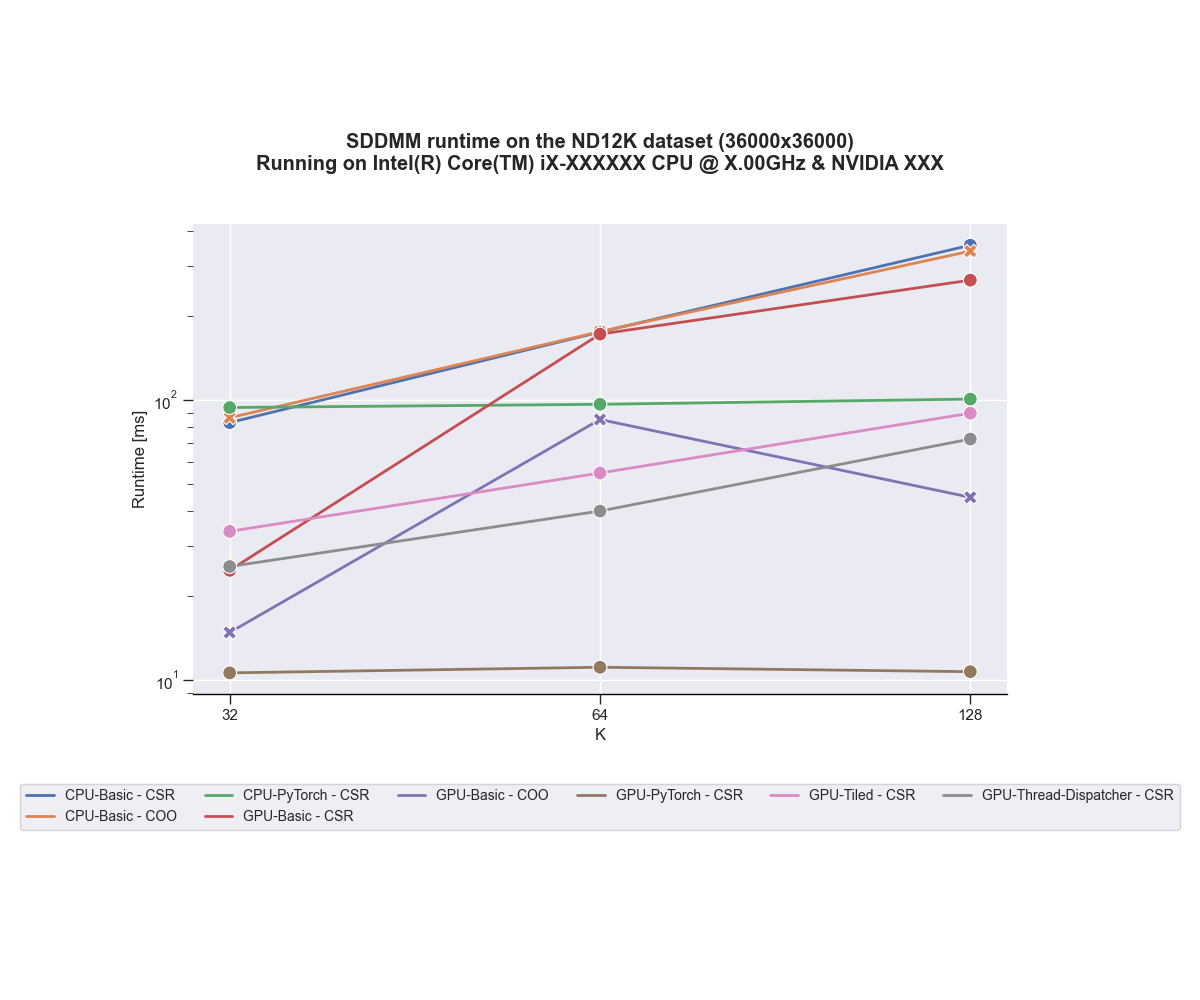 SDDMM runtime on the ND12K dataset (36000x36000)
Running on Intel(R) Core(TM) iX-XXXXXX CPU @ X.00GHz & NVIDIA XXX
Runtime [ms]
10^2
10^1
32 64 128
K
CPU-Basic - CSR CPU-PyTorch - CSR GPU-Basic - COO GPU-PyTorch - CSR GPU-Tiled - CSR GPU-Thread-Dispatcher - CSR
CPU-Basic - COO GPU-Basic - CSR